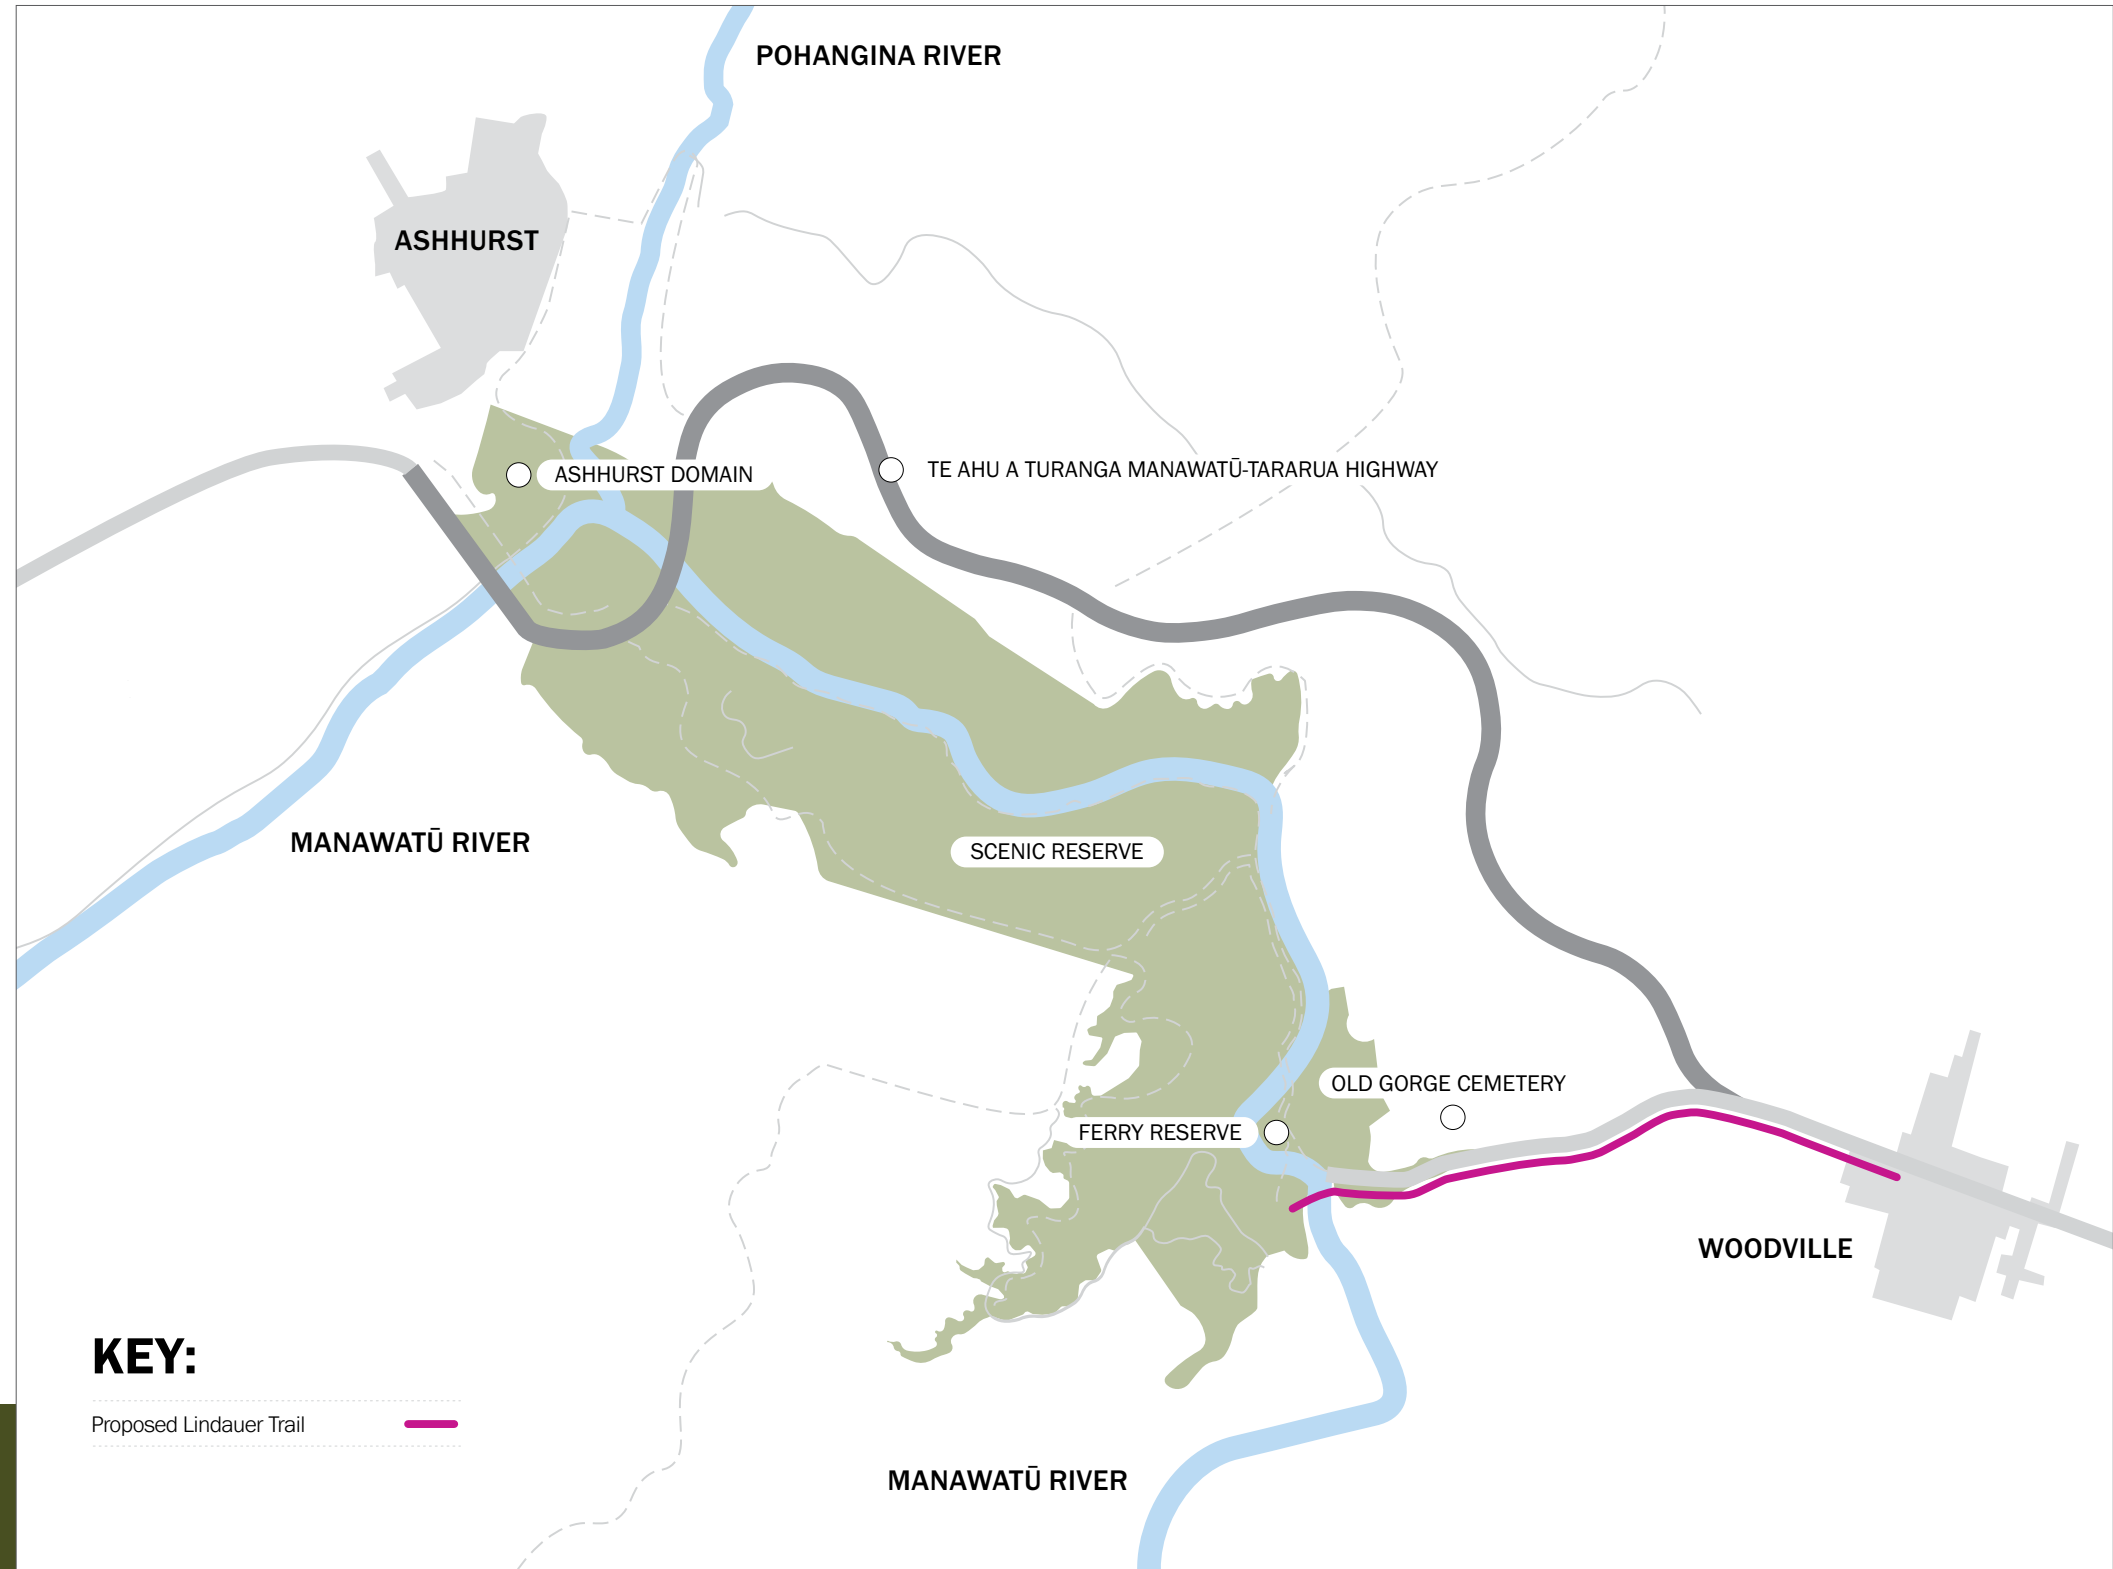 POHANGINA RIVER
ASHHURST
ASHHURST DOMAIN
TE AHU A TURANGA MANAWATŪ-TARARUA HIGHWAY
MANAWATŪ RIVER
SCENIC RESERVE
OLD GORGE CEMETERY
FERRY RESERVE
WOODVILLE
KEY:
Proposed Lindauer Trail
MANAWATŪ RIVER